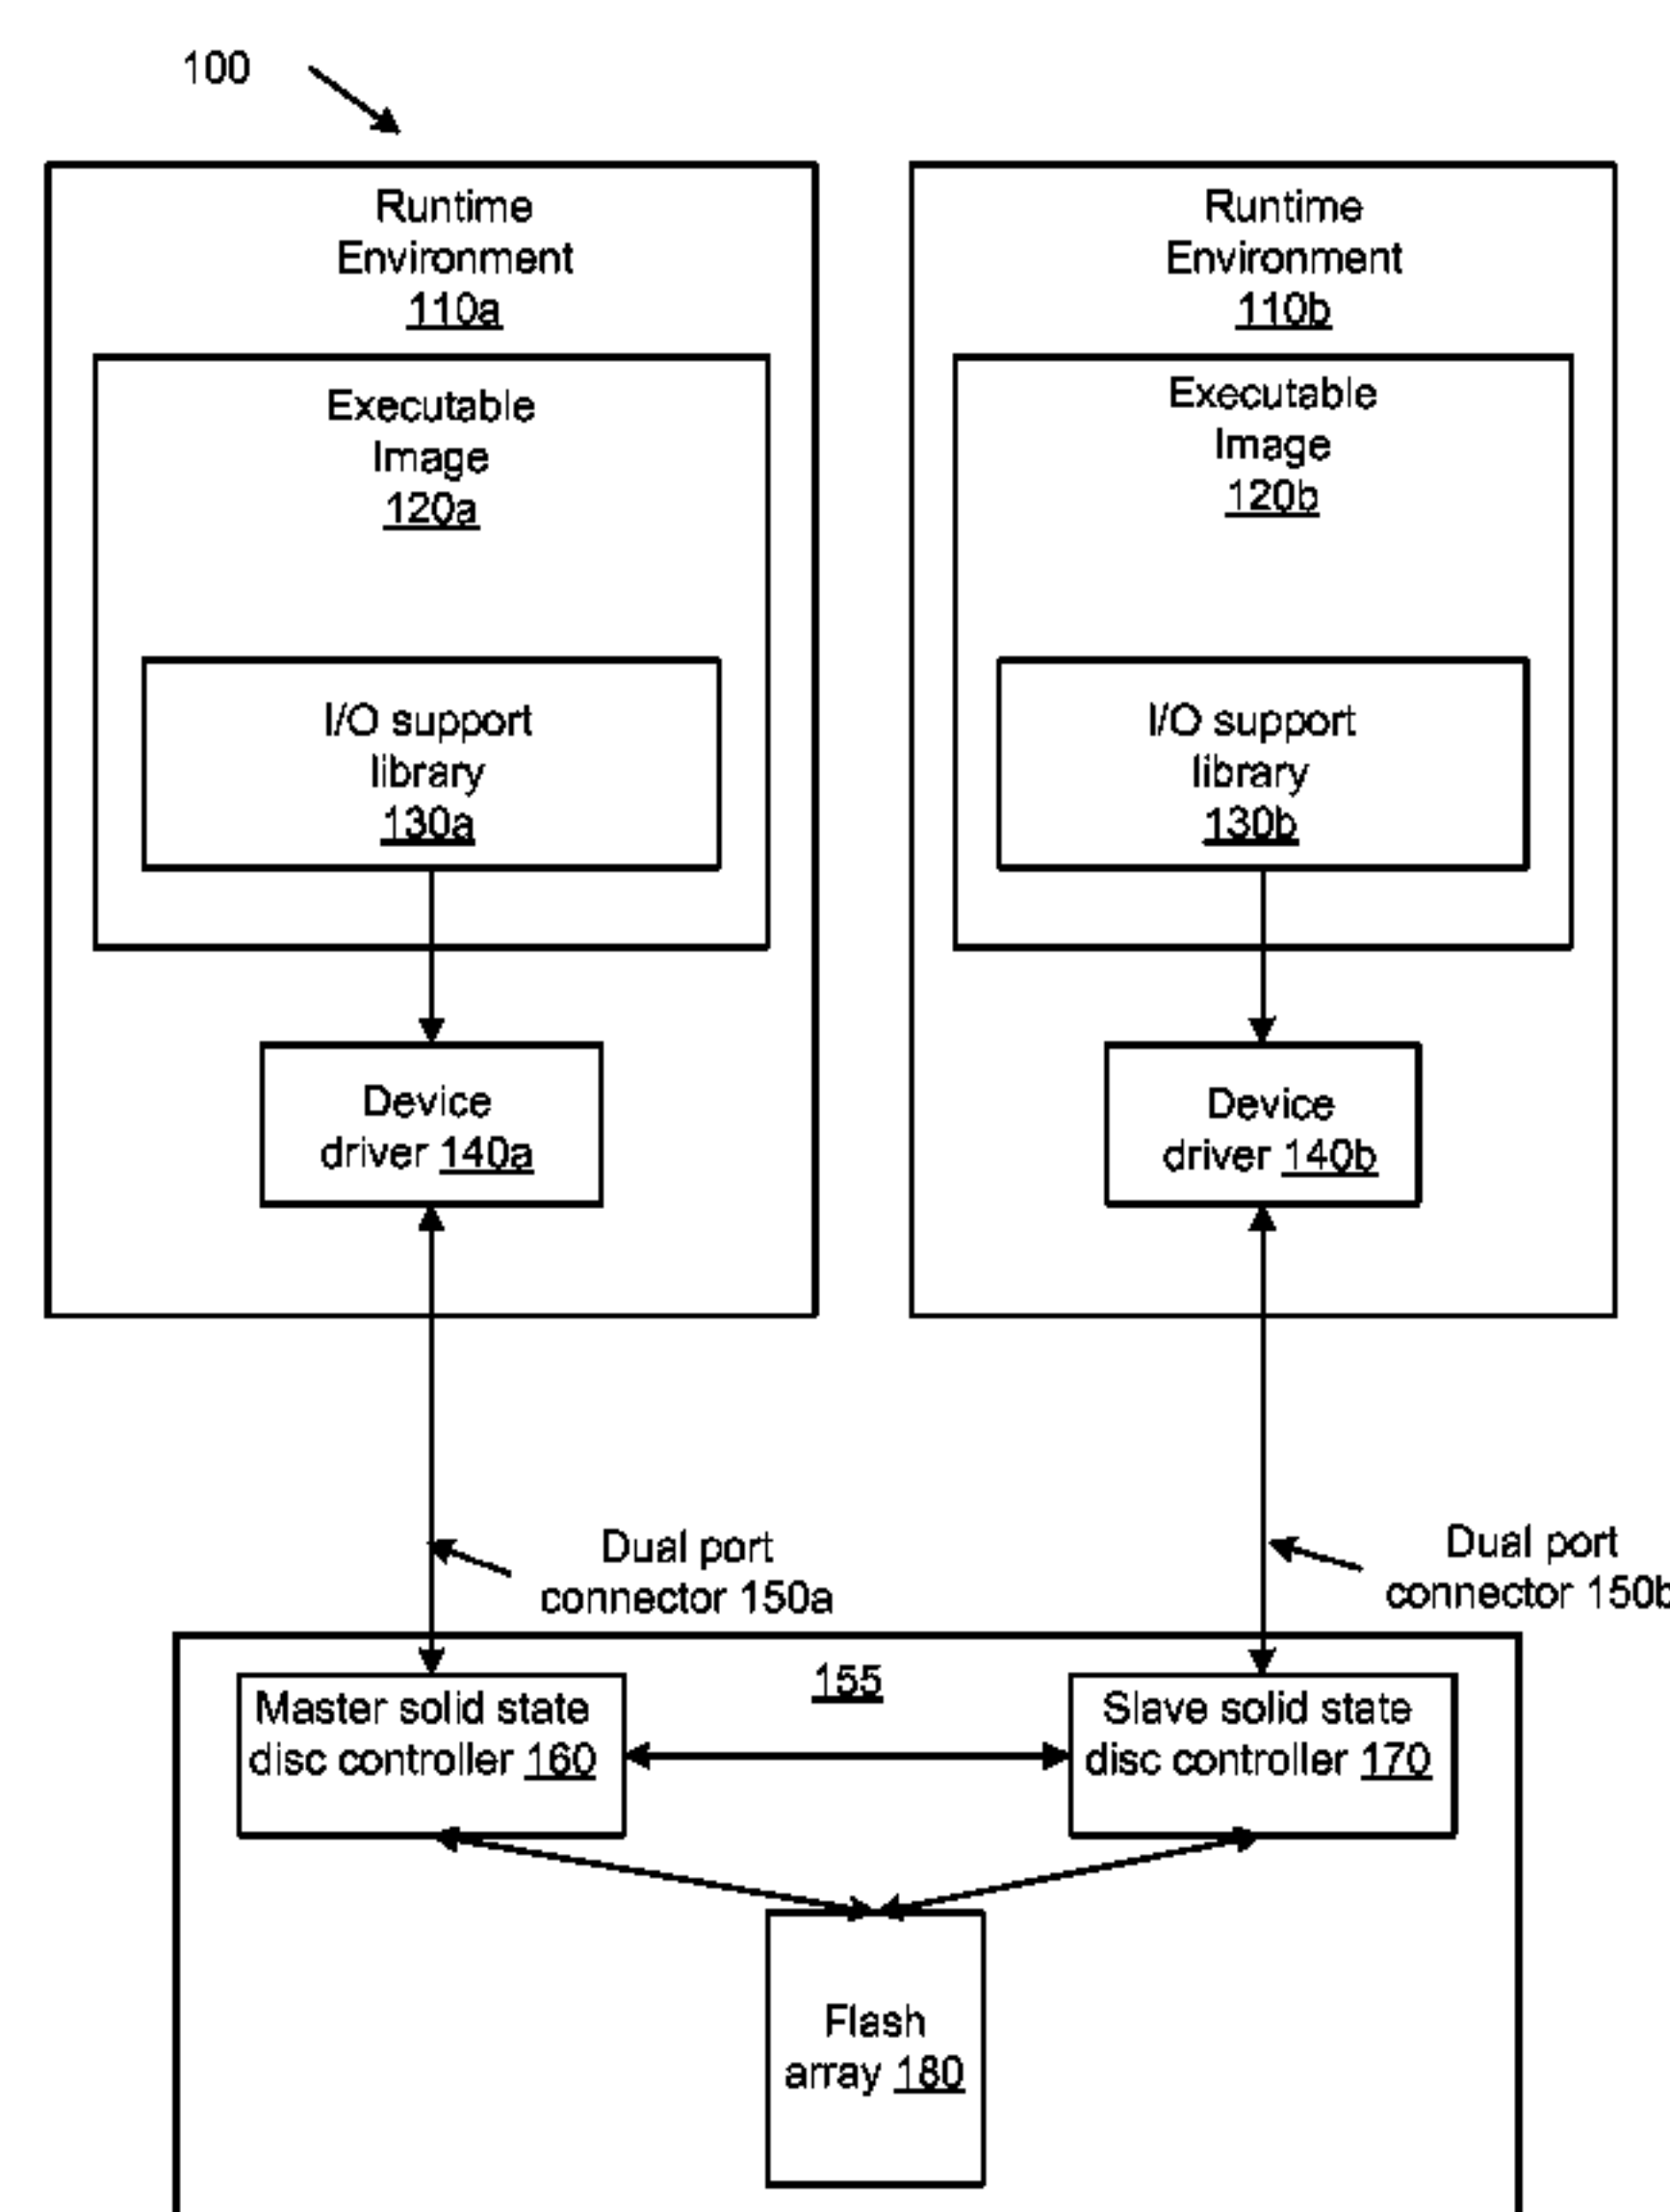 100
Runtime
Environment
110a
Executable
Image
120a
I/O support
library
130a
Device
driver 140a
Runtime
Environment
110b
Executable
Image
120b
I/O support
library
130b
Device
driver 140b
Dual port
connector 150a
Dual port
connector 150b
155
Master solid state
disc controller 160
Slave solid state
disc controller 170
Flash
array 180